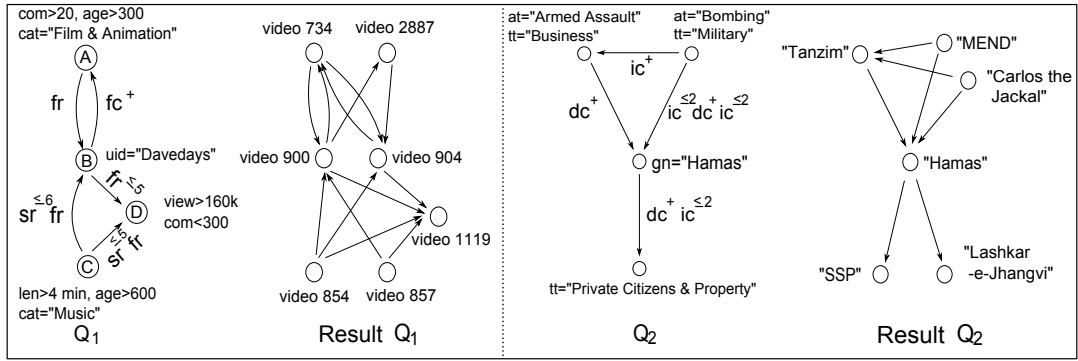 com>20, age>300
cat="Film & Animation"
A
fr
fc +
B
uid="Davedays"
fr ≤5
D
view>160k
com<300
sr ≤6 fr
sr ≤5 fr
C
len>4 min, age>600
cat="Music"
Q1
video 734
video 2887
video 900
video 904
video 1119
video 854
video 857
Result Q1
at="Armed Assault"
tt="Business"
at="Bombing"
tt="Military"
ic+
dc+
ic≤2 dc+ ic≤2
gn="Hamas"
dc+ ic≤2
tt="Private Citizens & Property"
Q2
"Tanzim"
"MEND"
"Carlos the
Jackal"
"Hamas"
"SSP"
"Lashkar
-e-Jhangvi"
Result Q2